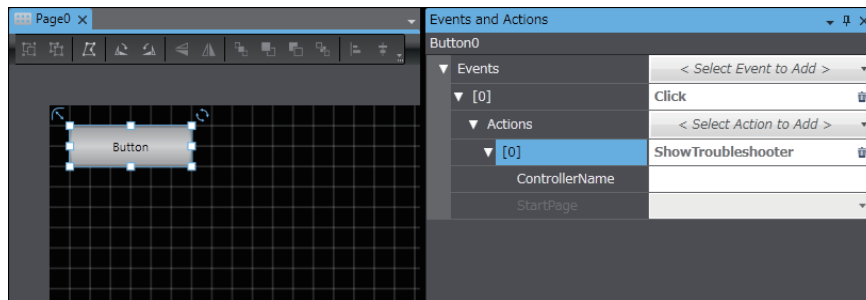 Page0
Button
Events and Actions
Button0
Events
< Select Event to Add >
[0]
Click
Actions
< Select Action to Add >
[0]
ShowTroubleshooter
ControllerName
StartPage